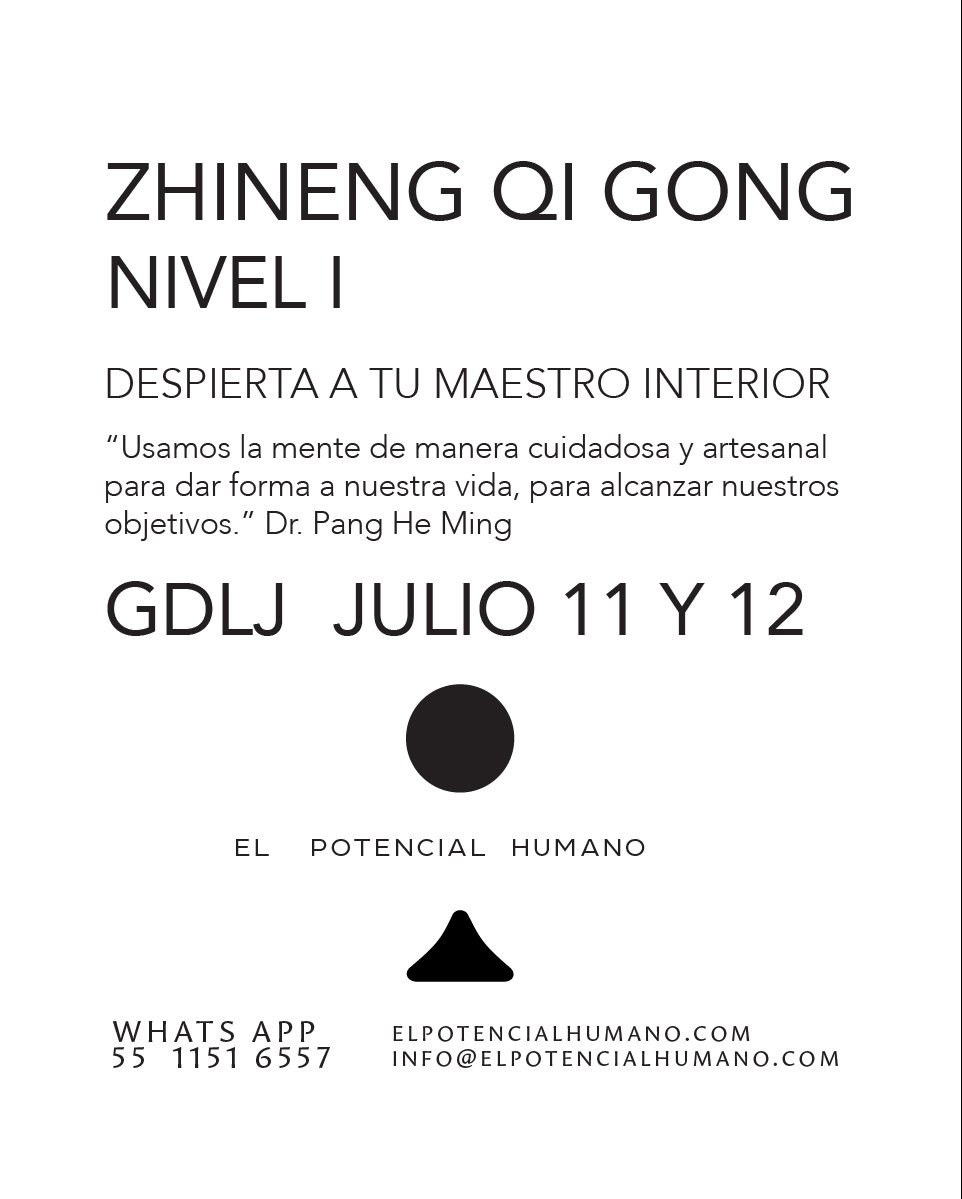 ZHINENG QI GONG
NIVEL I
DESPIERTA A TU MAESTRO INTERIOR
“Usamos la mente de manera cuidadosa y artesanal
para dar forma a nuestra vida, para alcanzar nuestros
objetivos.” Dr. Pang He Ming
GDLJ JULIO 11 Y 12
EL POTENCIAL HUMANO
WHATS APP
55 1151 6557
ELPOTENCIALHUMANO.COM
INFO@ELPOTENCIALHUMANO.COM